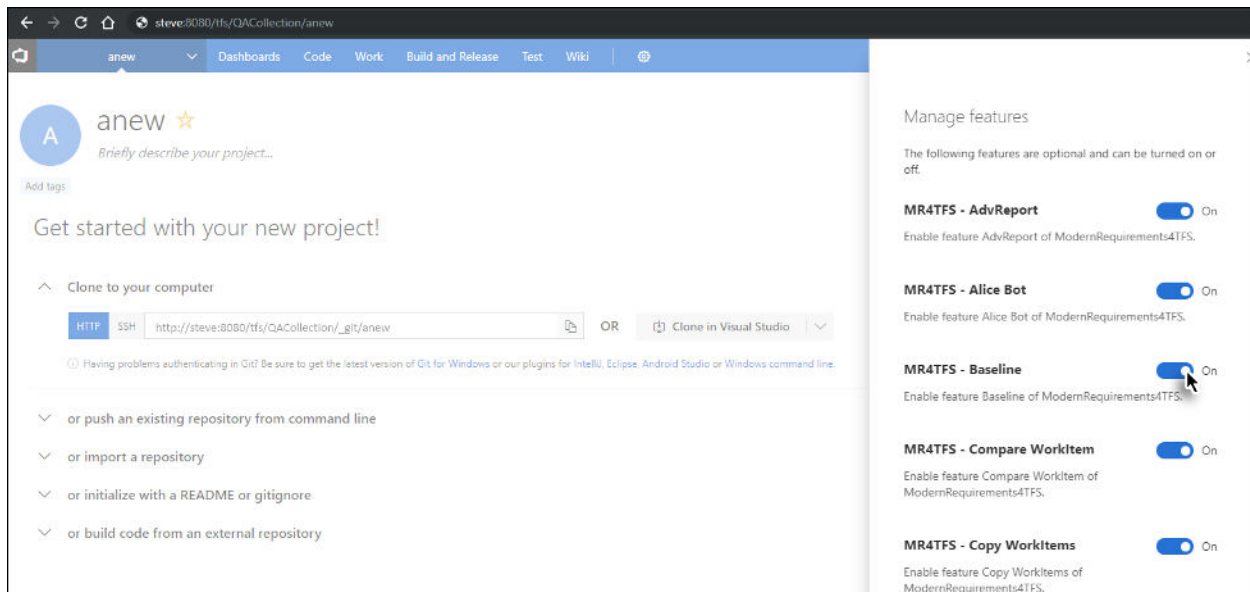 steve:8080/tfs/QACollection/anew
anew Dashboards Code Work Build and Release Test Wiki
A
anew
Briefly describe your project...
Add tags
Get started with your new project!
Clone to your computer
HTTP SSH http://steve:8080/tfs/QACollection/_git/anew OR Clone in Visual Studio
Having problems authenticating in Git? Be sure to get the latest version of Git for Windows or our plugins for IntelliJ, Eclipse, Android Studio or Windows command line.
or push an existing repository from command line
or import a repository
or initialize with a README or gitignore
or build code from an external repository
Manage features
The following features are optional and can be turned on or
off.
MR4TFS - AdvReport On
Enable feature AdvReport of ModernRequirements4TFS.
MR4TFS - Alice Bot On
Enable feature Alice Bot of ModernRequirements4TFS.
MR4TFS - Baseline On
Enable feature Baseline of ModernRequirements4TFS.
MR4TFS - Compare WorkItem On
Enable feature Compare WorkItem of
ModernRequirements4TFS.
MR4TFS - Copy WorkItems On
Enable feature Copy WorkItems of
ModernRequirements4TFS.